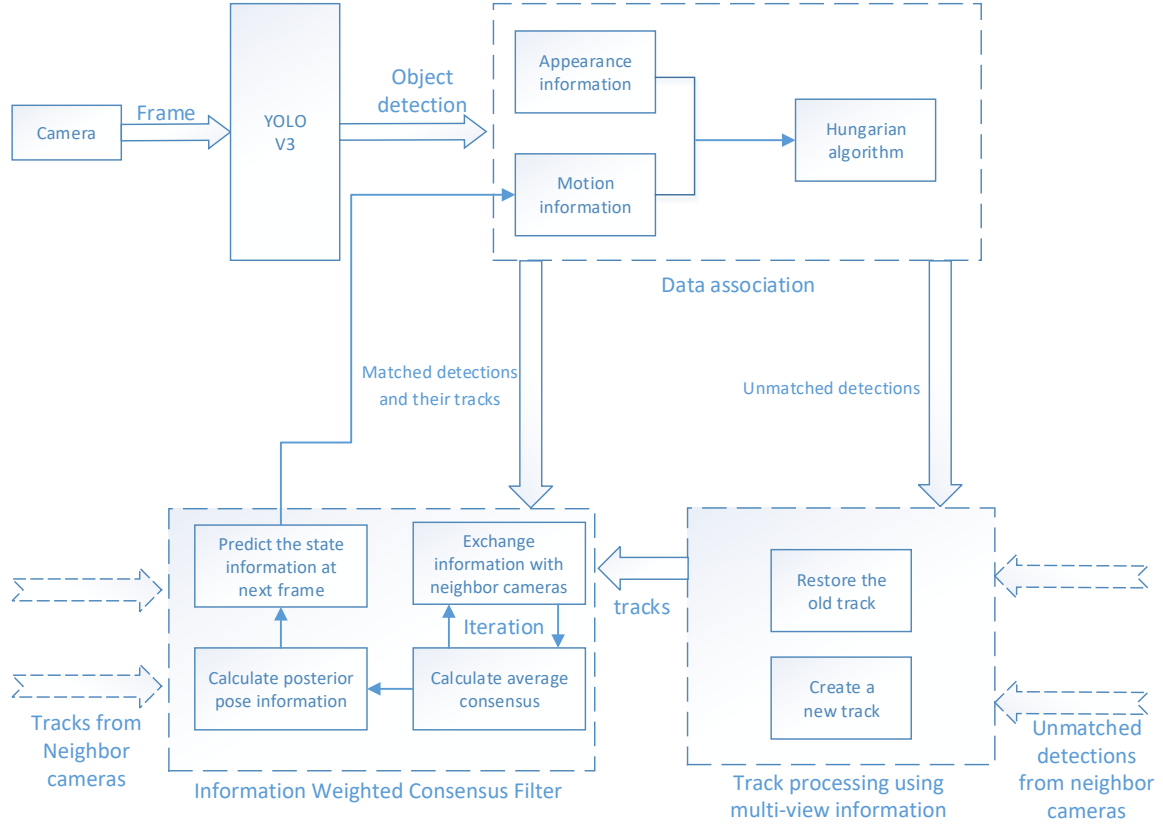 Camera
Frame
YOLO
V3
Object
detection
Appearance
information
Motion
information
Hungarian
algorithm
Data association
Matched detections
and their tracks
Unmatched detections
Predict the state
information at
next frame
Exchange
information with
neighbor cameras
Iteration
Calculate posterior
pose information
Calculate average
consensus
tracks
Restore the
old track
Create a
new track
Tracks from
Neighbor
cameras
Information Weighted Consensus Filter
Track processing using
multi-view information
Unmatched
detections
from neighbor
cameras